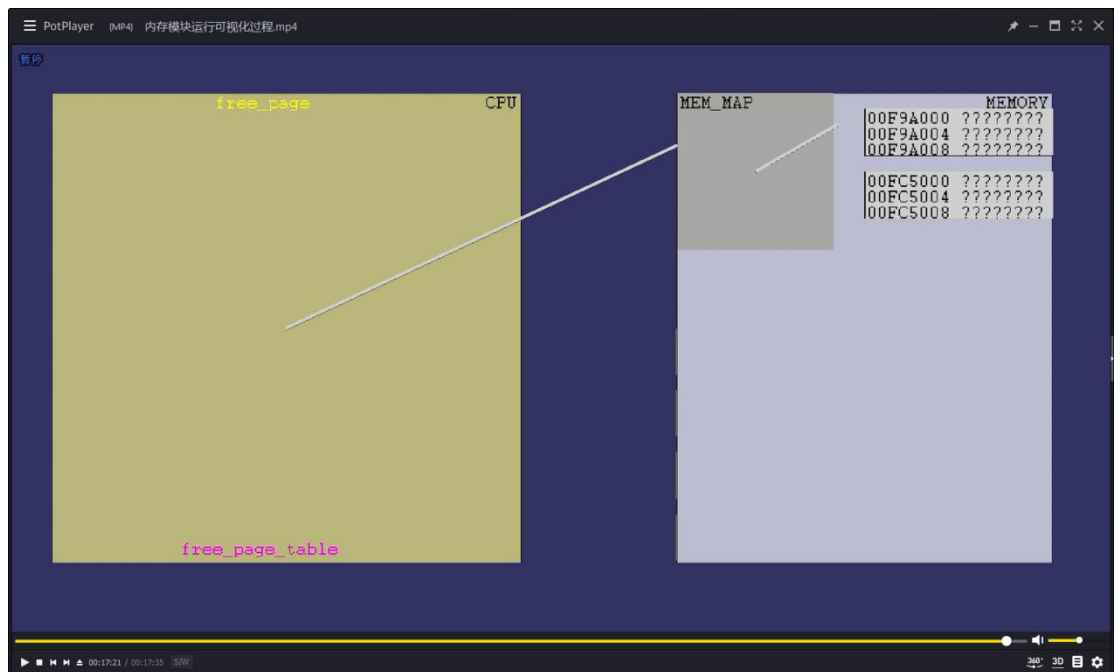 PotPlayer (MP4) 内存模块运行可视化过程.mp4
暂停
free_page
CPU
MEM_MAP
MEMORY
00F9A000 ????????
00F9A004 ????????
00F9A008 ????????
00FC5000 ????????
00FC5004 ????????
00FC5008 ????????
free_page_table
00:17:21 / 00:17:35 S/W
360° 3D